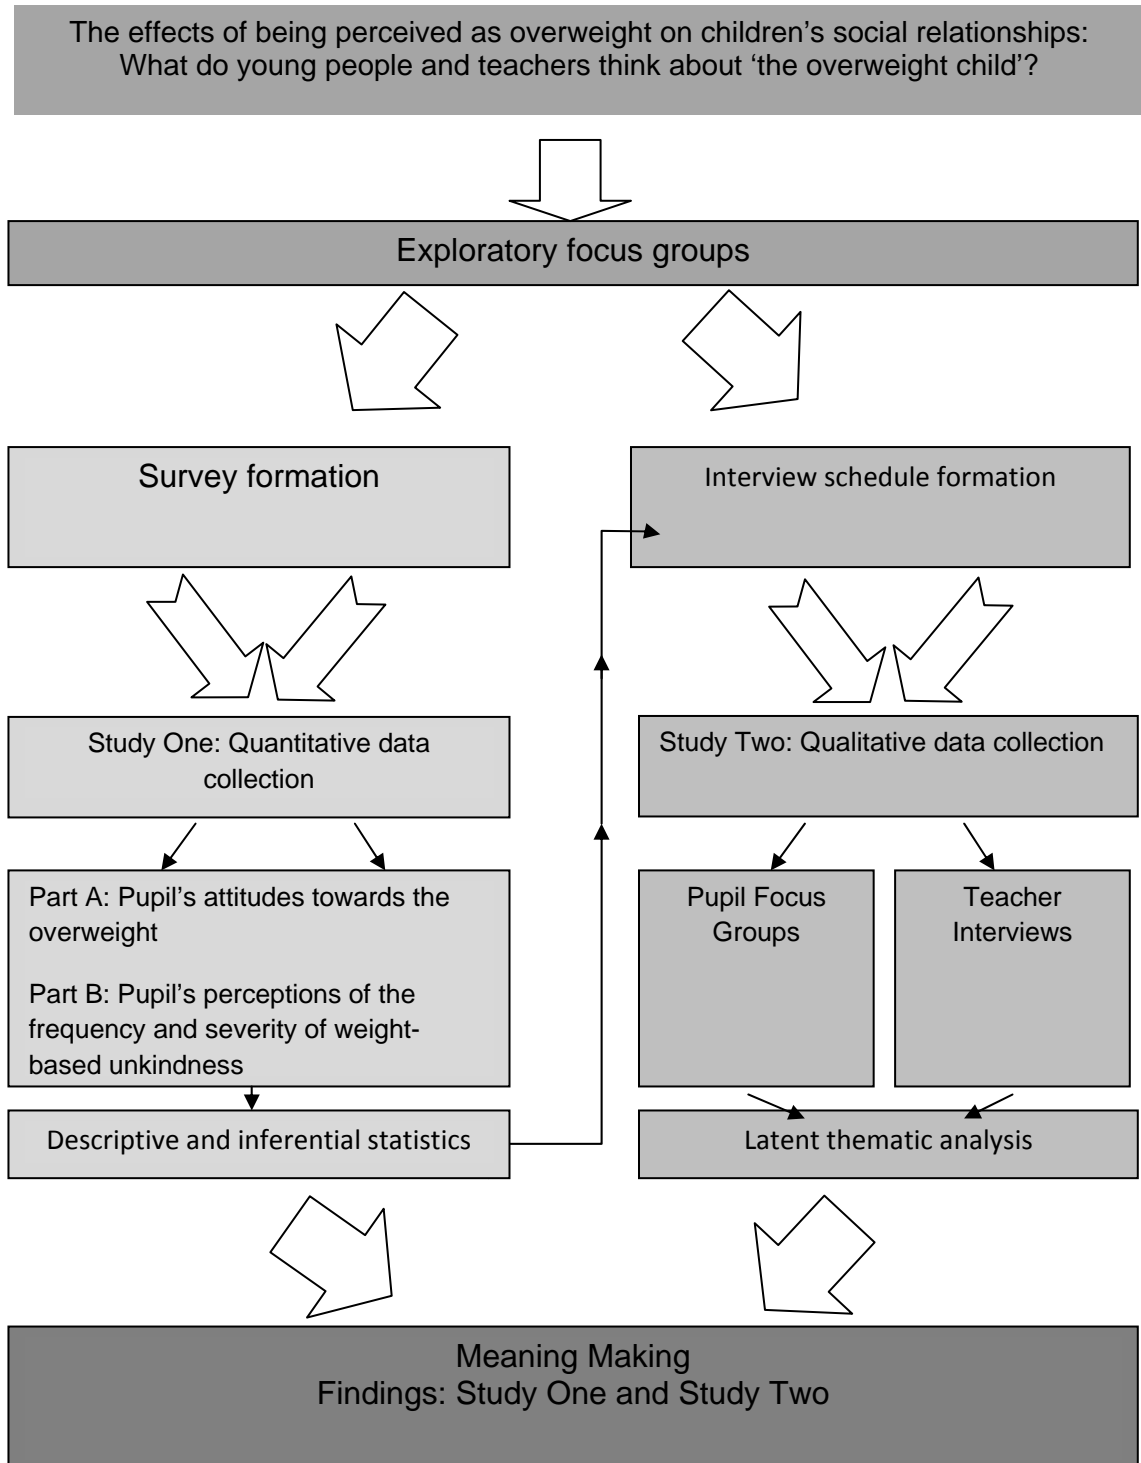 The effects of being perceived as overweight on children’s social relationships:
What do young people and teachers think about ‘the overweight child’?
Exploratory focus groups
Survey formation
Interview schedule formation
Study One: Quantitative data
collection
Study Two: Qualitative data collection
Part A: Pupil’s attitudes towards the
overweight
Part B: Pupil’s perceptions of the
frequency and severity of weight-
based unkindness
Pupil Focus
Groups
Teacher
Interviews
Descriptive and inferential statistics
Latent thematic analysis
Meaning Making
Findings: Study One and Study Two